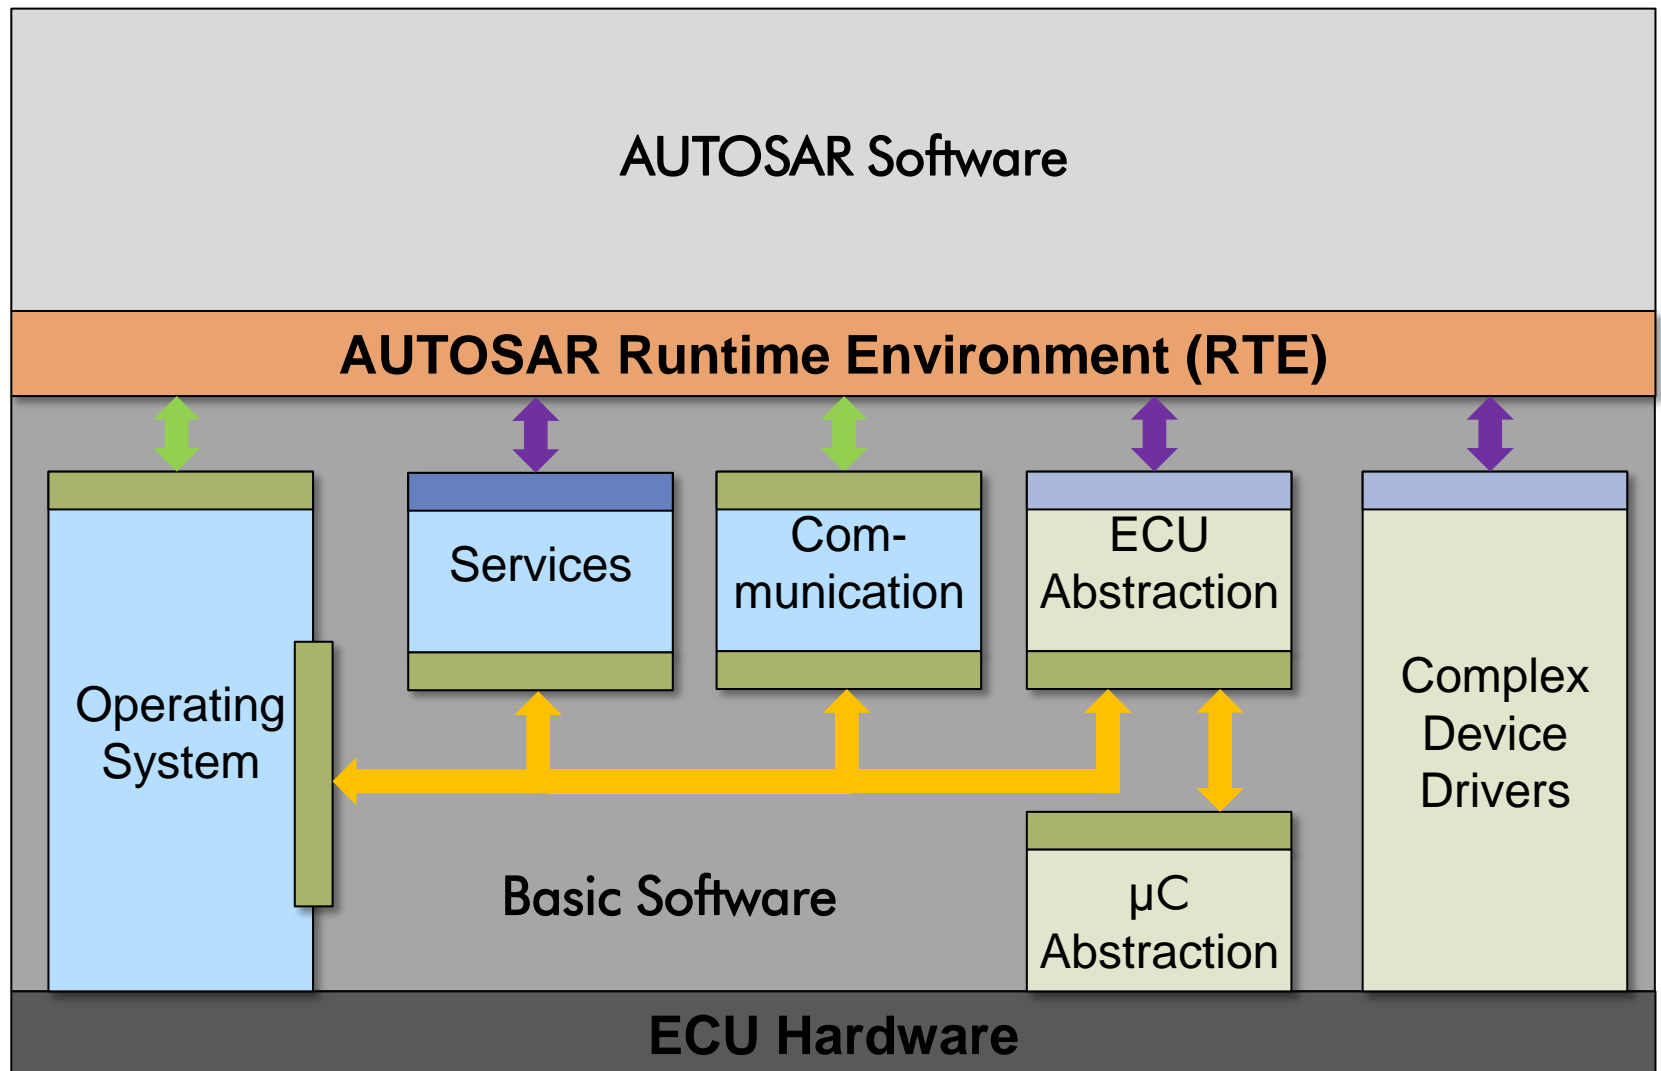 AUTOSAR Software
AUTOSAR Runtime Environment (RTE)
Operating
System
Services
Com-
munication
ECU
Abstraction
Complex
Device
Drivers
Basic Software
µC
Abstraction
ECU Hardware